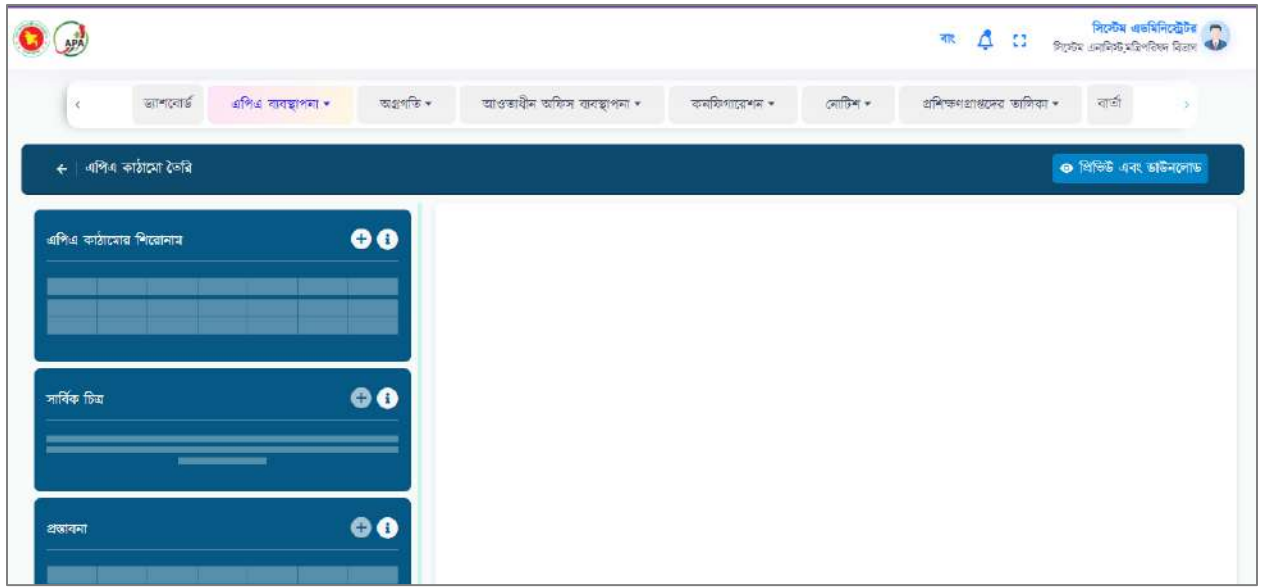 APA
বাং
সিস্টেম এডমিনিস্ট্রেটর
সিস্টেম এনালিস্ট,মন্ত্রিপরিষদ বিভাগ
ড্যাশবোর্ড এপিএ ব্যবস্থাপনা অগ্রগতি আওতাধীন অফিস ব্যবস্থাপনা কনফিগারেশন নোটিশ প্রশিক্ষণপ্রাপ্তদের তালিকা বার্তা
এপিএ কাঠামো তৈরি
প্রিভিউ এবং ডাউনলোড
এপিএ কাঠামোর শিরোনাম
সার্বিক চিত্র
প্রস্তাবনা